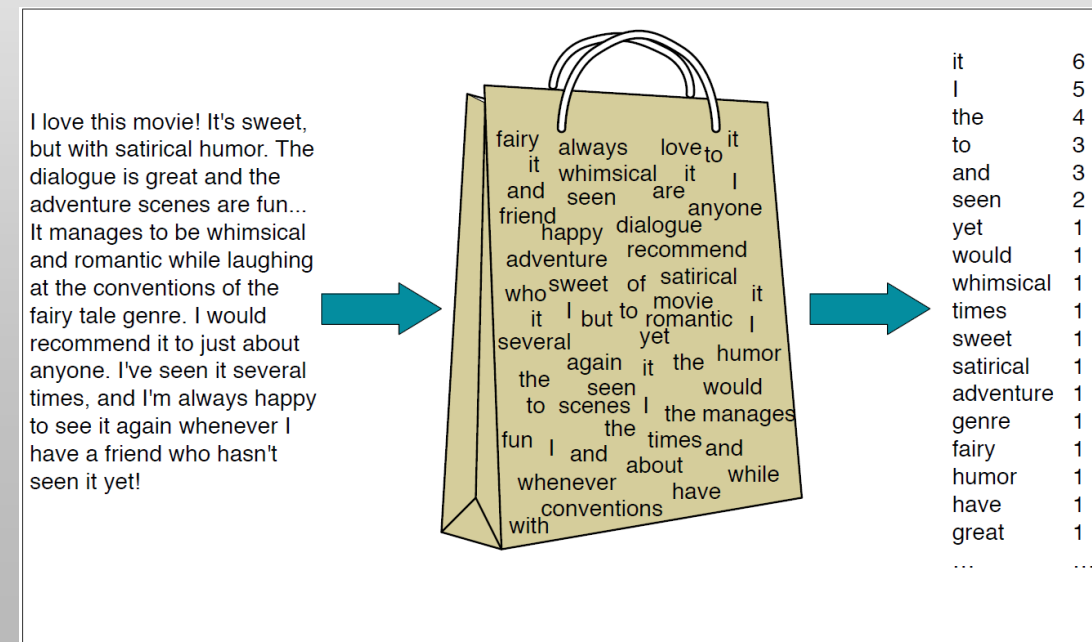 I love this movie! It's sweet,
but with satirical humor. The
dialogue is great and the
adventure scenes are fun...
It manages to be whimsical
and romantic while laughing
at the conventions of the
fairy tale genre. I would
recommend it to just about
anyone. I've seen it several
times, and I'm always happy
to see it again whenever I
have a friend who hasn't
seen it yet!
fairy always love to it
it whimsical it I
and seen are anyone
friend happy dialogue
adventure recommend
who sweet of satirical
it I but to movie it
romantic I
several yet
again it the humor
the seen would
to scenes I the manages
fun I and the times and
whenever about while
have
conventions
with
it 6
I 5
the 4
to 3
and 3
seen 2
yet 1
would 1
whimsical 1
times 1
sweet 1
satirical 1
adventure 1
genre 1
fairy 1
humor 1
have 1
great 1
... ...